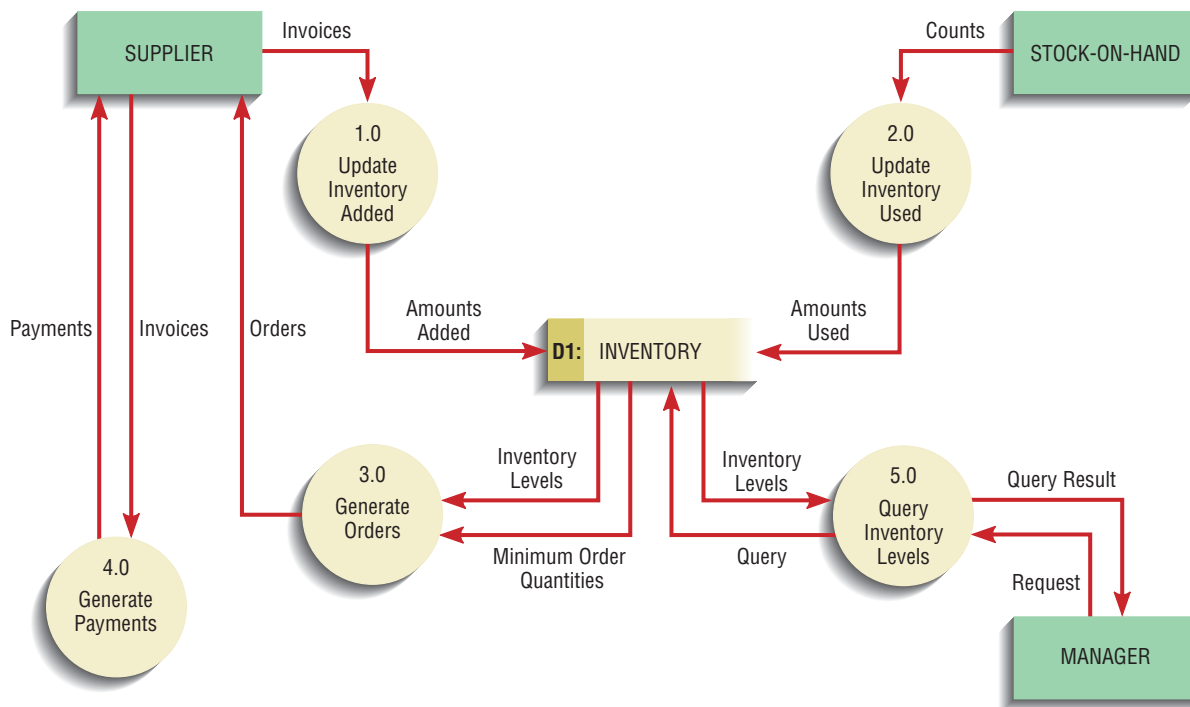 Invoices
SUPPLIER
Counts
STOCK-ON-HAND
1.0
Update
Inventory
Added
2.0
Update
Inventory
Used
Payments
Invoices
Orders
Amounts
Added
Amounts
Used
D1: INVENTORY
Inventory
Levels
Inventory
Levels
3.0
Generate
Orders
5.0
Query
Inventory
Levels
Query Result
Minimum Order
Quantities
Query
Request
4.0
Generate
Payments
MANAGER